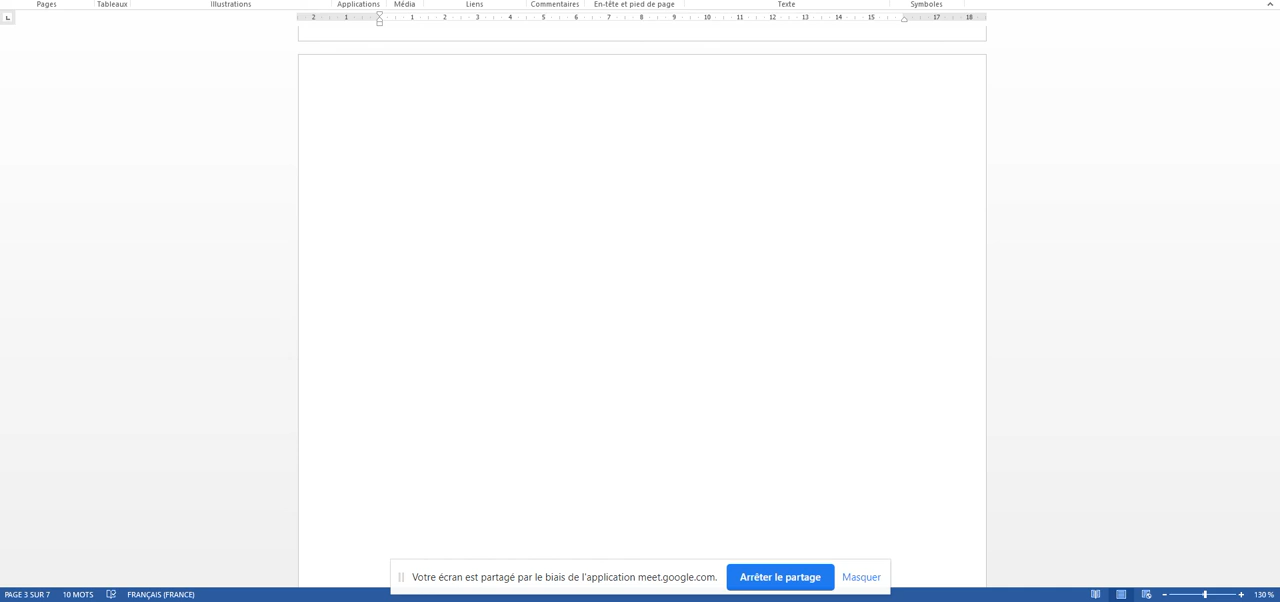 Pages Tableaux Illustrations Applications Média Liens Commentaires En-tête et pied de page Texte Symboles
2 1 1 2 3 4 5 6 7 8 9 10 11 12 13 14 15 17 18
Votre écran est partagé par le biais de l'application meet.google.com. Arrêter le partage Masquer
PAGE 3 SUR 7 10 MOTS FRANÇAIS (FRANCE) 130 %